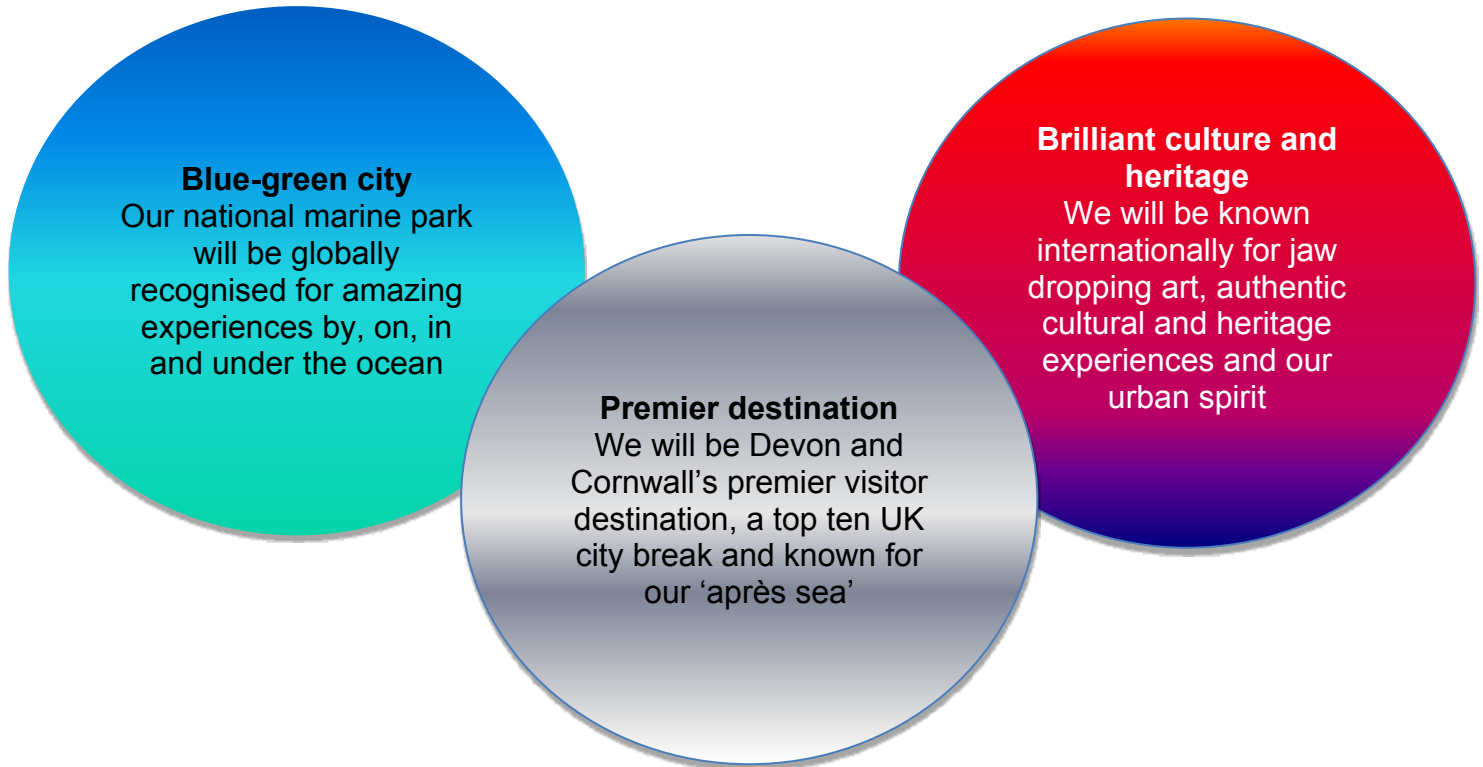 Blue-green city
Our national marine park
will be globally
recognised for amazing
experiences by, on, in
and under the ocean
Premier destination
We will be Devon and
Cornwall’s premier visitor
destination, a top ten UK
city break and known for
our ‘après sea’
Brilliant culture and
heritage
We will be known
internationally for jaw
dropping art, authentic
cultural and heritage
experiences and our
urban spirit